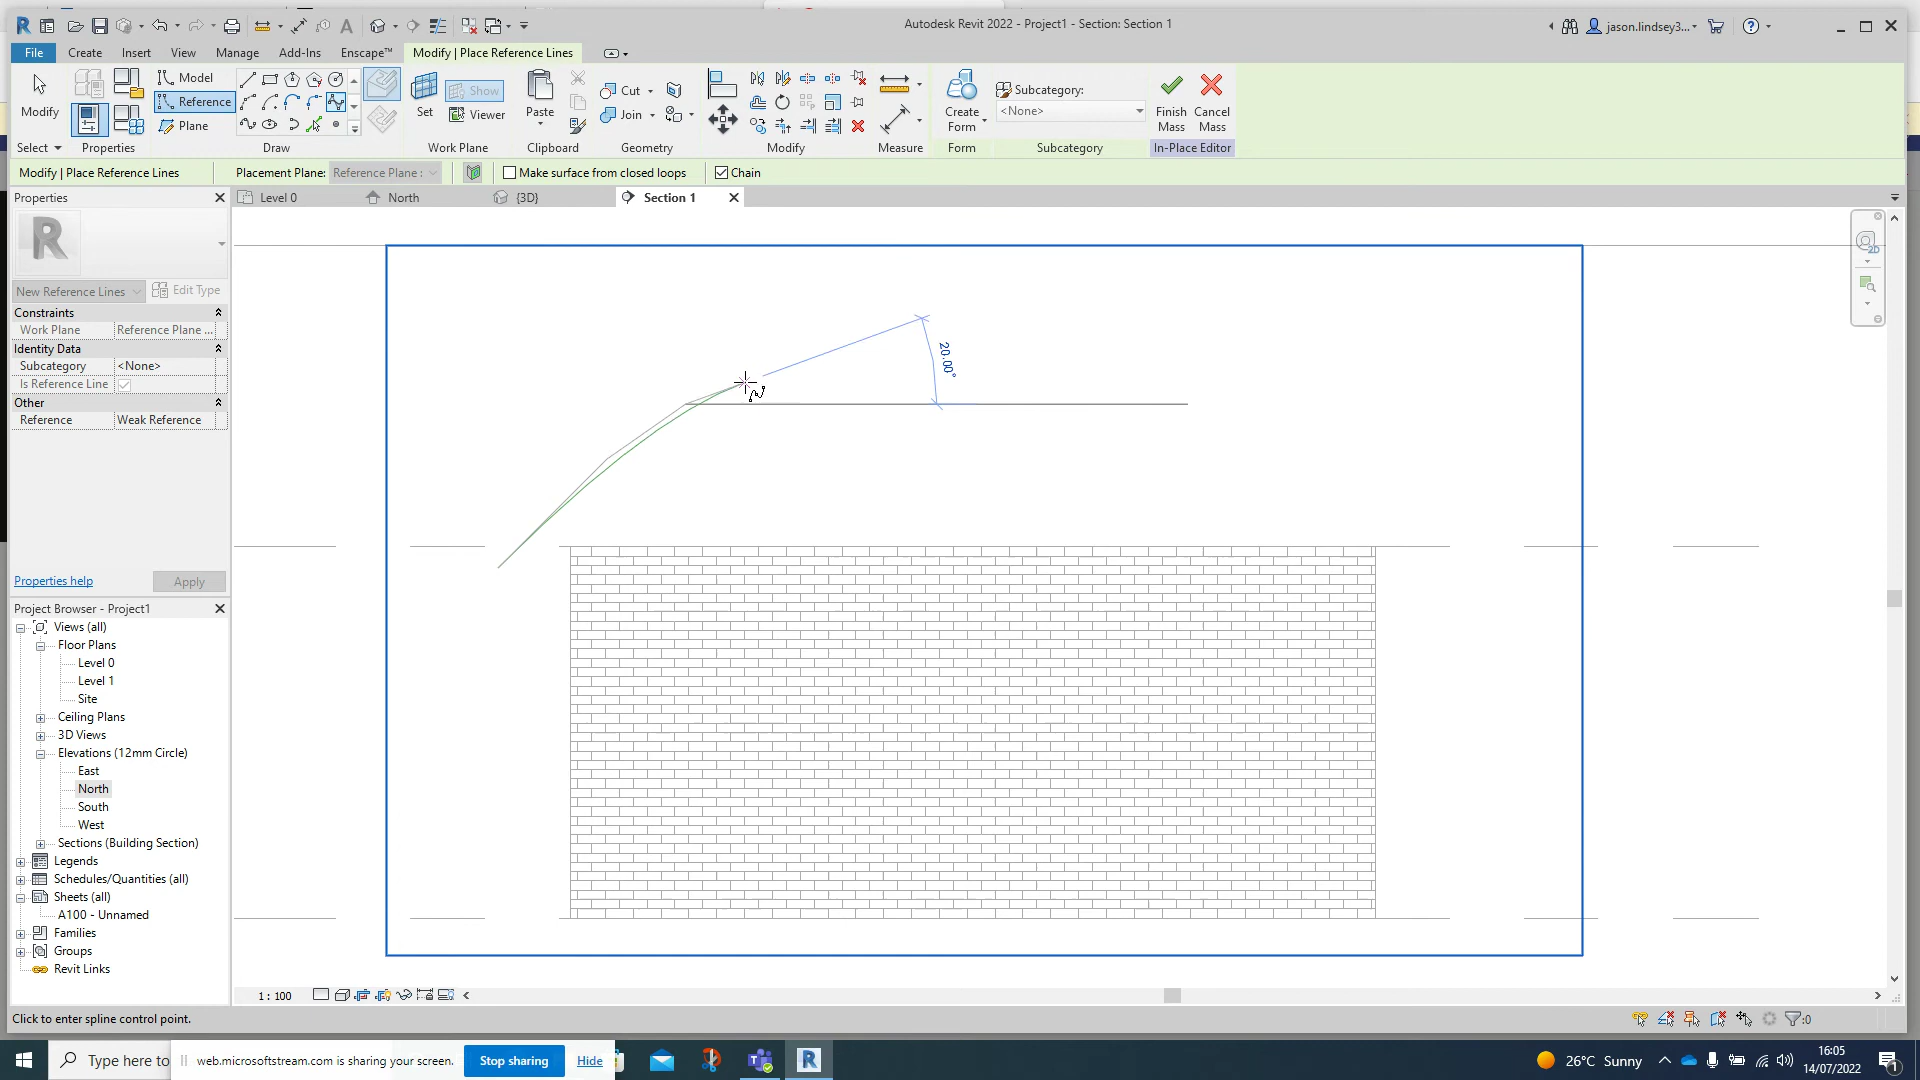 Autodesk Revit 2022 - Project1 - Section: Section 1
jason.lindsey3...
File
Create
Insert
View
Manage
Add-Ins
Enscape™
Modify | Place Reference Lines
Modify
Model
Reference
Plane
Set
Show
Viewer
Paste
Cut
Join
Create
Form
Subcategory:
<None>
Finish
Mass
Cancel
Mass
Select
Properties
Draw
Work Plane
Clipboard
Geometry
Modify
Measure
Form
Subcategory
In-Place Editor
Modify | Place Reference Lines
Placement Plane:
Reference Plane :
Make surface from closed loops
Chain
Properties
Level 0
North
{3D}
Section 1
R
2D
New Reference Lines
Edit Type
Constraints
Work Plane
Reference Plane ...
Identity Data
Subcategory
<None>
Is Reference Line
Other
Reference
Weak Reference
20.00°
Properties help
Apply
Project Browser - Project1
Views (all)
Floor Plans
Level 0
Level 1
Site
Ceiling Plans
3D Views
Elevations (12mm Circle)
East
North
South
West
Sections (Building Section)
Legends
Schedules/Quantities (all)
Sheets (all)
A100 - Unnamed
Families
Groups
Revit Links
1 : 100
Click to enter spline control point.
:0
Type here to
web.microsoftstream.com is sharing your screen.
Stop sharing
Hide
R
26°C Sunny
16:05
14/07/2022
1